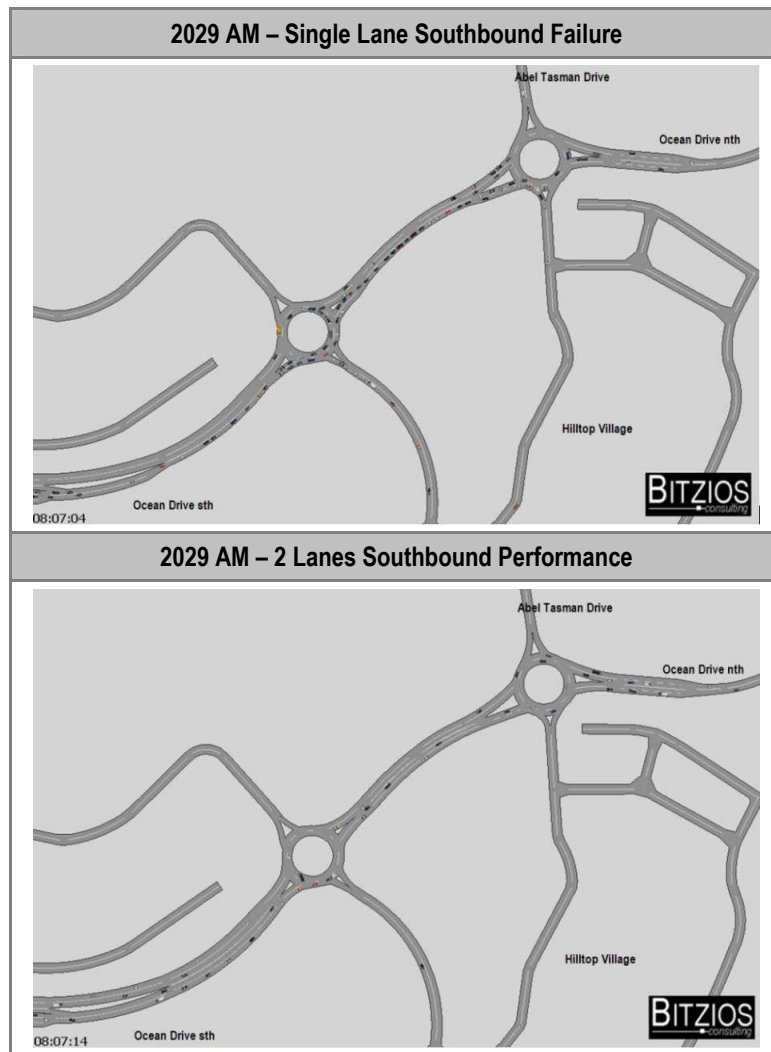 2029 AM – Single Lane Southbound Failure
Abel Tasman Drive
Ocean Drive nth
Hilltop Village
BITZIOS
consulting
Ocean Drive sth
08:07:04
2029 AM – 2 Lanes Southbound Performance
Abel Tasman Drive
Ocean Drive nth
Hilltop Village
BITZIOS
consulting
Ocean Drive sth
08:07:14